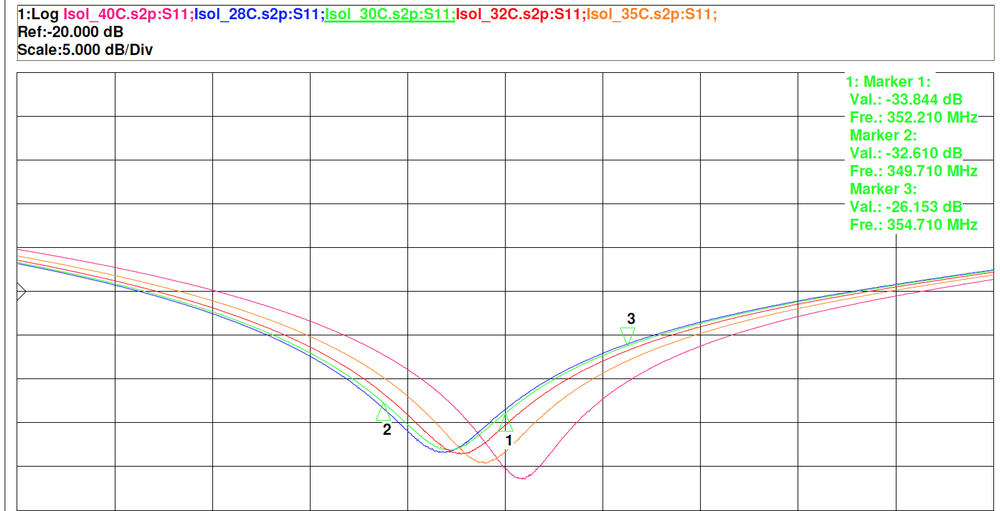 1:Log Isol_40C.s2p:S11;Isol_28C.s2p:S11;Isol_30C.s2p:S11;Isol_32C.s2p:S11;Isol_35C.s2p:S11;
Ref:-20.000 dB
Scale:5.000 dB/Div
1: Marker 1:
Val.: -33.844 dB
Fre.: 352.210 MHz
Marker 2:
Val.: -32.610 dB
Fre.: 349.710 MHz
Marker 3:
Val.: -26.153 dB
Fre.: 354.710 MHz
3
2
1